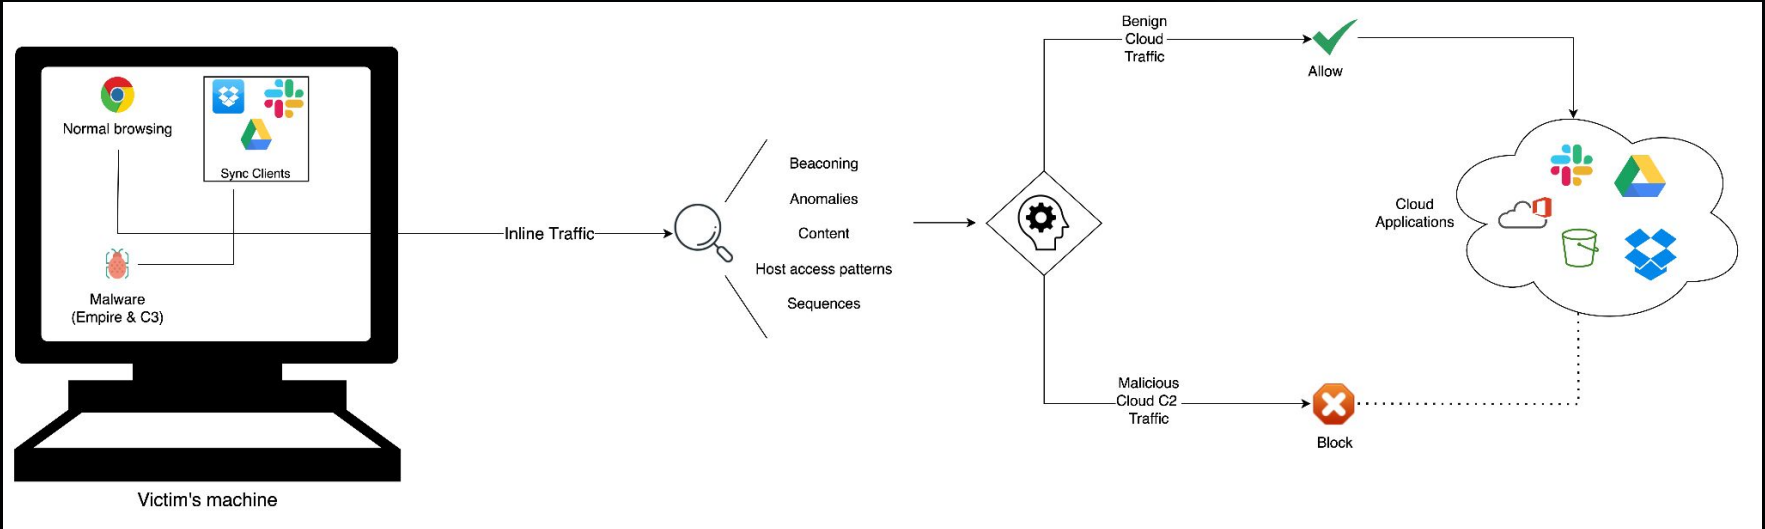 Normal browsing
Sync Clients
Malware
(Empire & C3)
Victim's machine
Inline Traffic
Beaconing
Anomalies
Content
Host access patterns
Sequences
Benign
Cloud
Traffic
Allow
Malicious
Cloud C2
Traffic
Block
Cloud
Applications